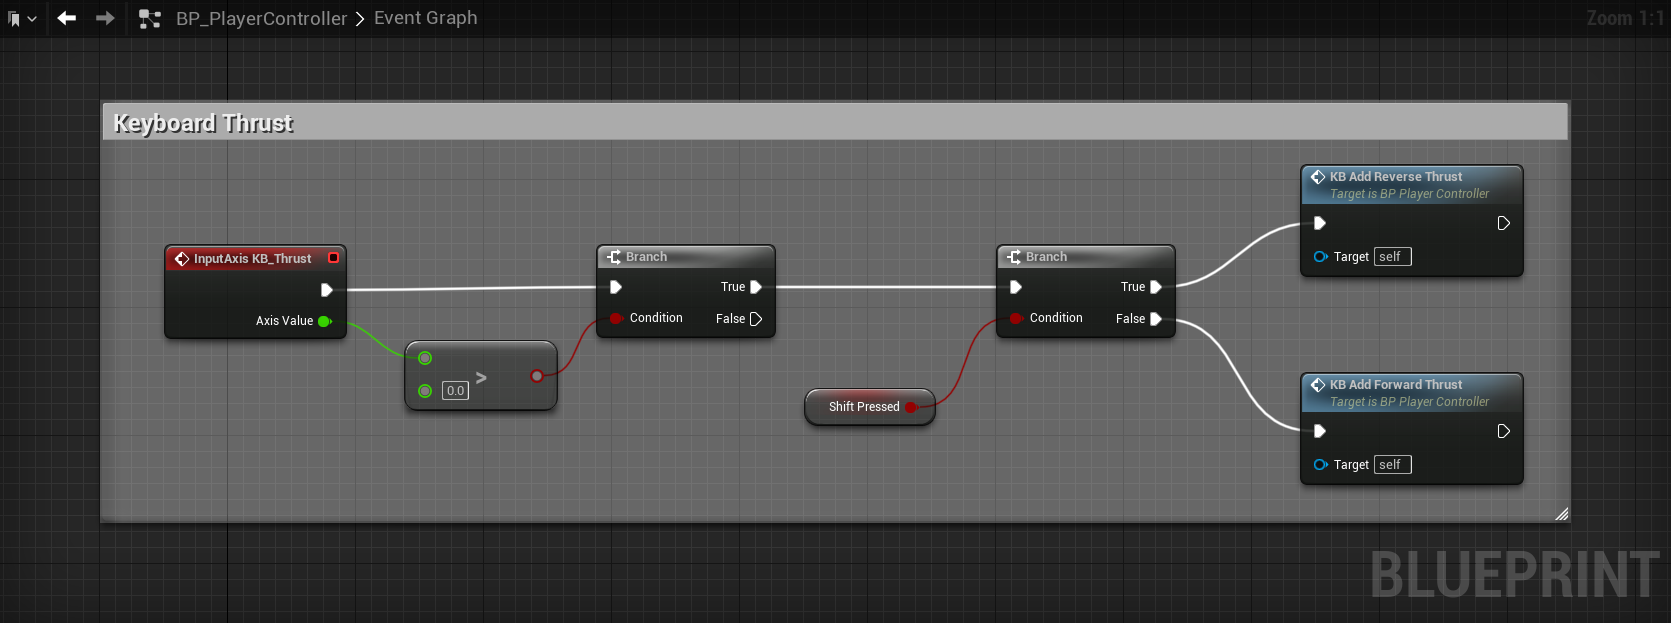 BP_PlayerController > Event Graph
Zoom 1:1
Keyboard Thrust
InputAxis KB_Thrust
Axis Value
0.0
>
Branch
True
Condition
False
Shift Pressed
Branch
True
Condition
False
KB Add Reverse Thrust
Target is BP Player Controller
Target self
KB Add Forward Thrust
Target is BP Player Controller
Target self
BLUEPRINT